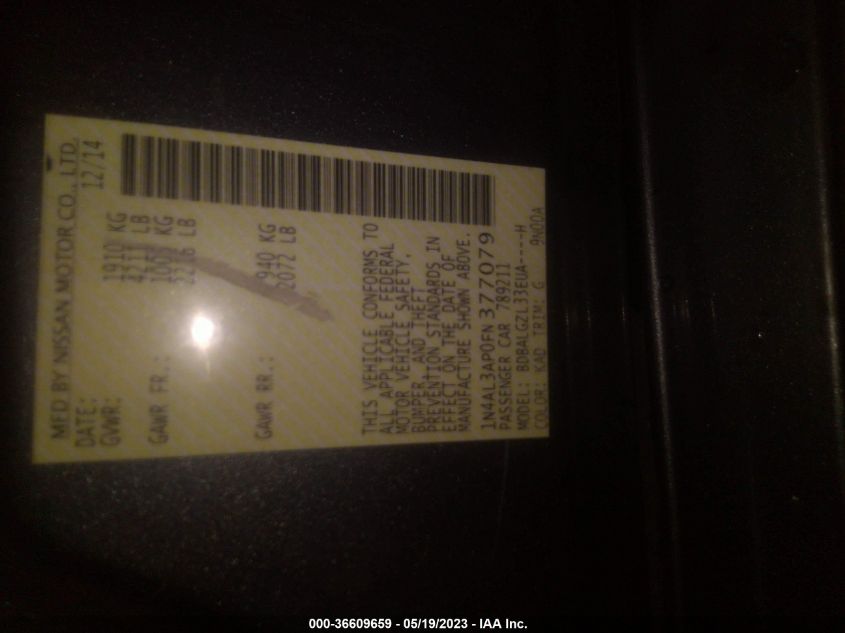 MFD BY NISSAN MOTOR CO., LTD.
DATE: 12/14
GVWR: 1910 KG
4211 LB
GAWR FR.: KG
LB
GAWR RR.: 940 KG
2072 LB
THIS VEHICLE CONFORMS TO
ALL APPLICABLE FEDERAL
MOTOR VEHICLE SAFETY,
BUMPER, AND THEFT
PREVENTION STANDARDS IN
EFFECT ON THE DATE OF
MANUFACTURE SHOWN ABOVE.
1N4AL3AP0FN377079
PASSENGER CAR 789211
MODEL: BDBALGZL33EUA----H
COLOR: KAD TRIM: G
000-36609659 - 05/19/2023 - IAA Inc.